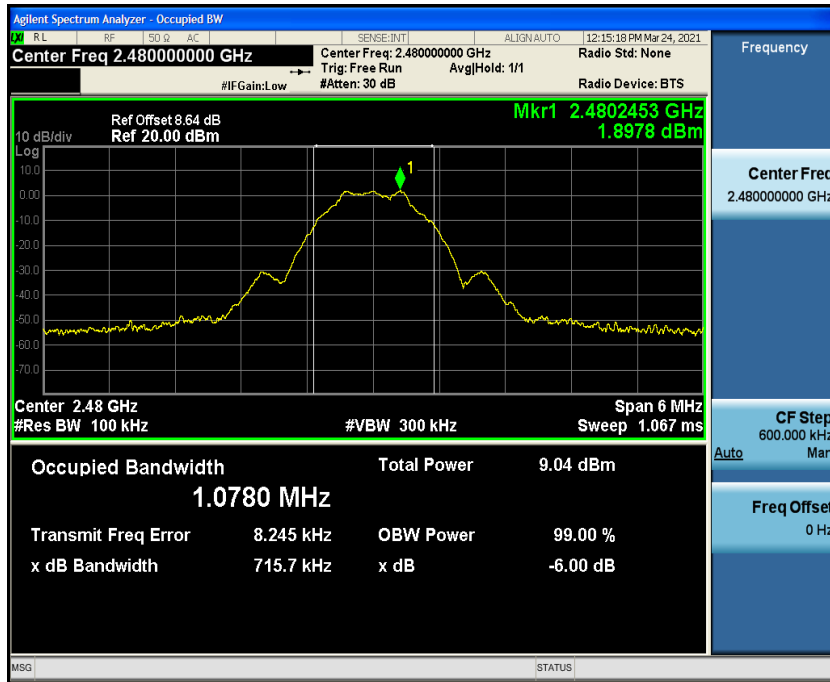 Agilent Spectrum Analyzer - Occupied BW
LXI RL RF 50 Ω AC SENSE:INT ALIGN AUTO 12:15:18 PM Mar 24, 2021
Center Freq 2.480000000 GHz Center Freq: 2.480000000 GHz Radio Std: None Frequency
Trig: Free Run Avg|Hold: 1/1
#IFGain:Low #Atten: 30 dB Radio Device: BTS
Ref Offset 8.64 dB Mkr1 2.4802453 GHz
10 dB/div Ref 20.00 dBm 1.8978 dBm
Log
10.0
1
0.00
-10.0
-20.0
-30.0
-40.0
-50.0
-60.0
-70.0
Center Freq
2.480000000 GHz
Center 2.48 GHz Span 6 MHz
#Res BW 100 kHz #VBW 300 kHz Sweep 1.067 ms
CF Step
600.000 kHz
Auto Man
Occupied Bandwidth Total Power 9.04 dBm
1.0780 MHz
Transmit Freq Error 8.245 kHz OBW Power 99.00 %
x dB Bandwidth 715.7 kHz x dB -6.00 dB
Freq Offset
0 Hz
MSG STATUS